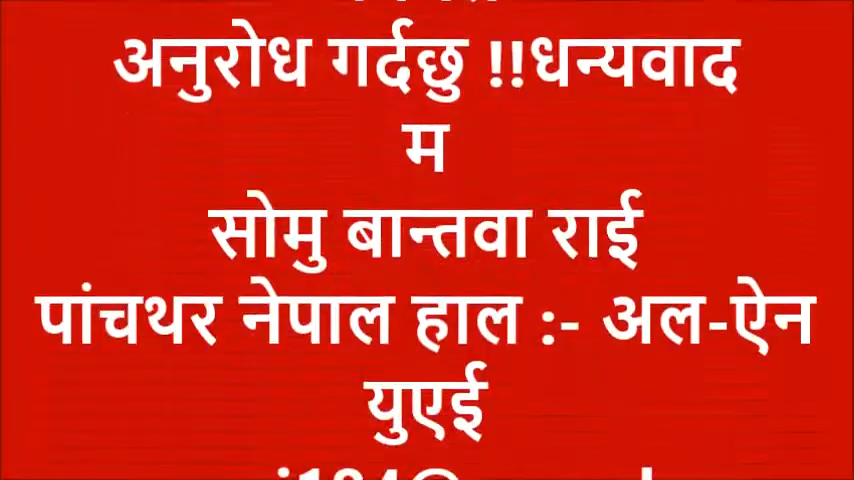 अनुरोध गर्दछु !!धन्यवाद
म
सोमु बान्तवा राई
पांचथर नेपाल हाल :- अल-ऐन
युएई